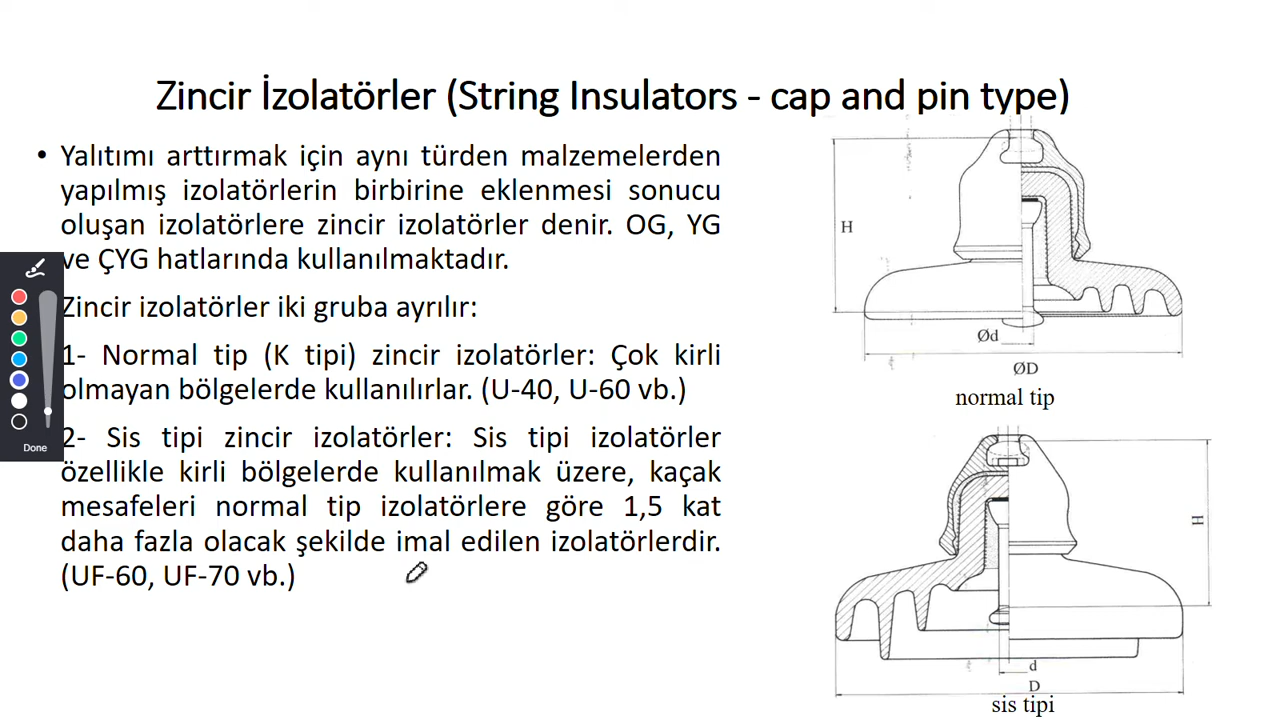 Zincir İzolatörler (String Insulators - cap and pin type)
• Yalıtımı arttırmak için aynı türden malzemelerden
yapılmış izolatörlerin birbirine eklenmesi sonucu
oluşan izolatörlere zincir izolatörler denir. OG, YG
ve ÇYG hatlarında kullanılmaktadır.
Zincir izolatörler iki gruba ayrılır:
1- Normal tip (K tipi) zincir izolatörler: Çok kirli
olmayan bölgelerde kullanılırlar. (U-40, U-60 vb.)
2- Sis tipi zincir izolatörler: Sis tipi izolatörler
özellikle kirli bölgelerde kullanılmak üzere, kaçak
mesafeleri normal tip izolatörlere göre 1,5 kat
daha fazla olacak şekilde imal edilen izolatörlerdir.
(UF-60, UF-70 vb.)
Done
H
Ød
ØD
normal tip
H
d
D
sis tipi